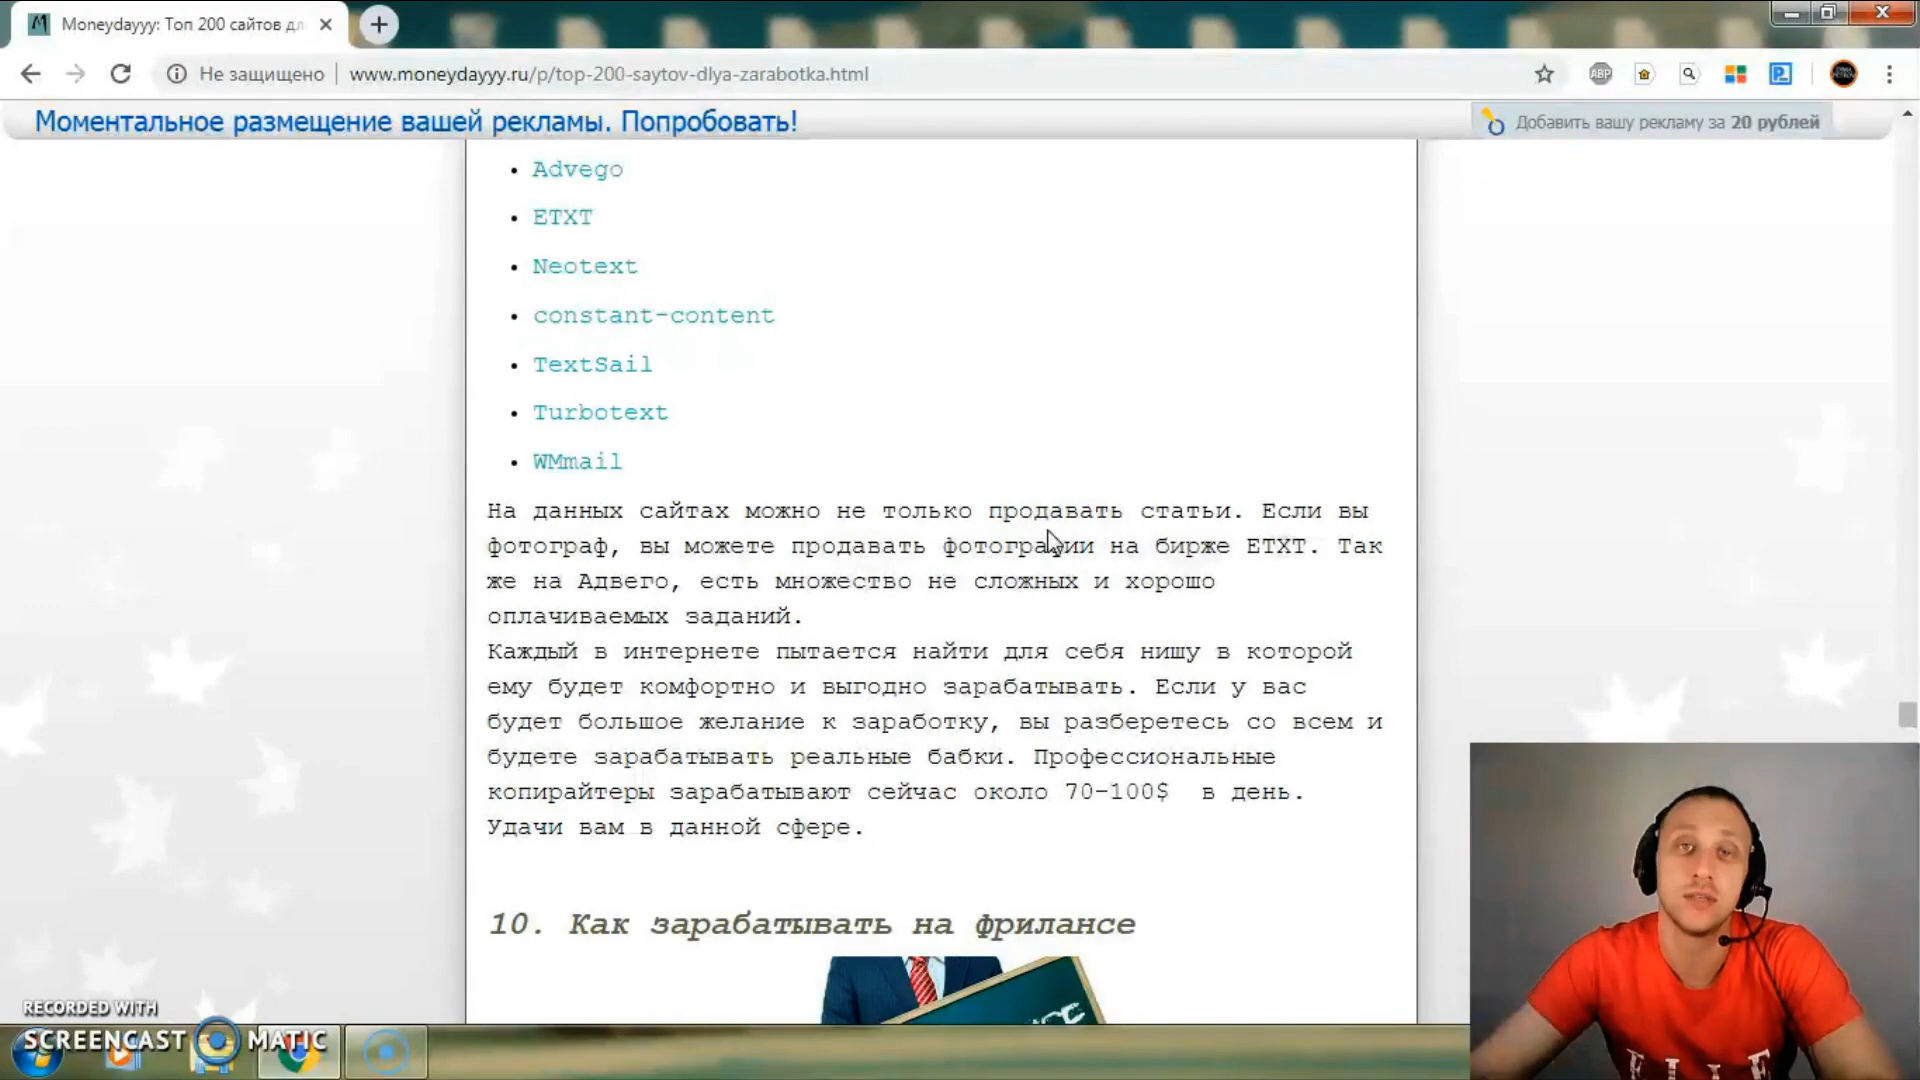 Moneydayyy: Топ 200 сайтов дл
Не защищено
www.moneydayyy.ru/p/top-200-saytov-dlya-zarabotka.html
ABP
Моментальное размещение вашей рекламы. Попробовать!
Добавить вашу рекламу за 20 рублей
Advego
ETXT
Neotext
constant-content
TextSail
Turbotext
WMmail
На данных сайтах можно не только продавать статьи. Если вы
фотограф, вы можете продавать фотографии на бирже ETXT. Так
же на Адвего, есть множество не сложных и хорошо
оплачиваемых заданий.
Каждый в интернете пытается найти для себя нишу в которой
ему будет комфортно и выгодно зарабатывать. Если у вас
будет большое желание к заработку, вы разберетесь со всем и
будете зарабатывать реальные бабки. Профессиональные
копирайтеры зарабатывают сейчас около 70-100$ в день.
Удачи вам в данной сфере.
10. Как зарабатывать на фрилансе
RECORDED WITH
SCREENCAST MATIC